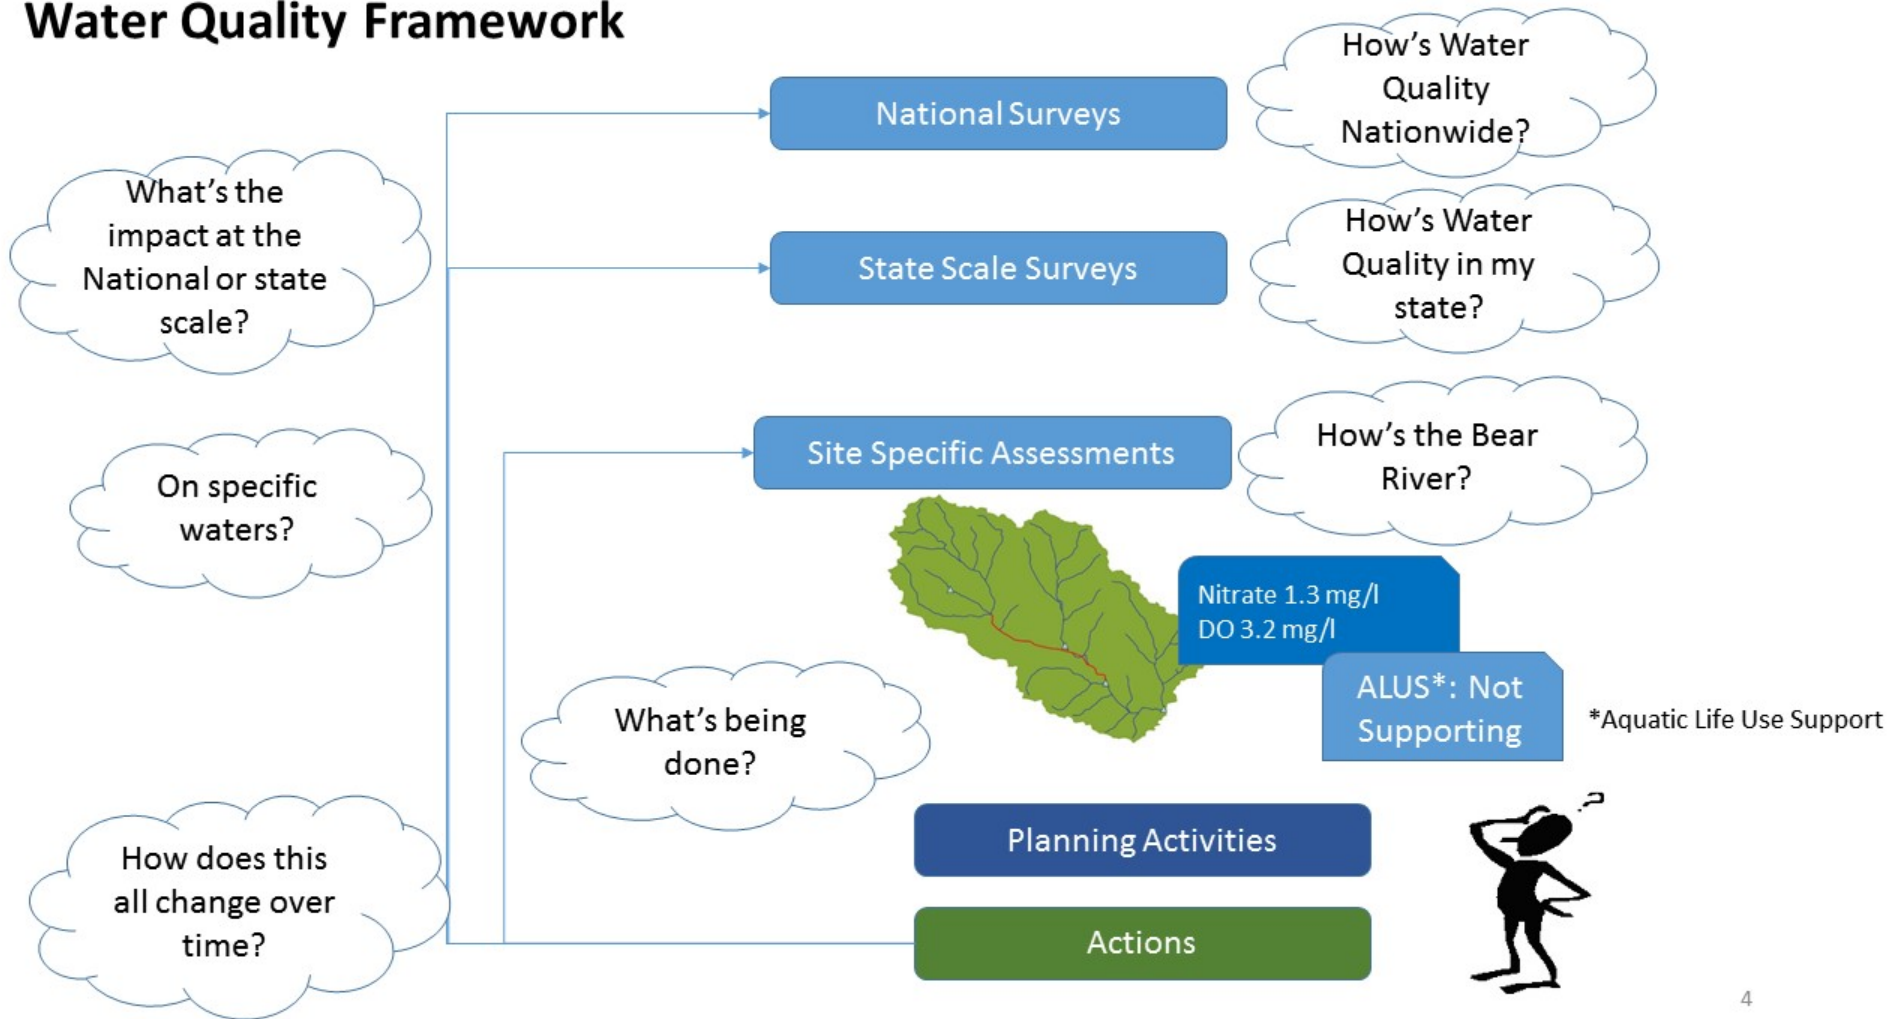 Water Quality Framework
How's Water
Quality
Nationwide?
National Surveys
What's the
impact at the
National or state
scale?
State Scale Surveys
How's Water
Quality in my
state?
On specific
waters?
Site Specific Assessments
How's the Bear
River?
Nitrate 1.3 mg/l
DO 3.2 mg/l
ALUS*: Not
Supporting
*Aquatic Life Use Support
What's being
done?
Planning Activities
?
How does this
all change over
time?
Actions
4